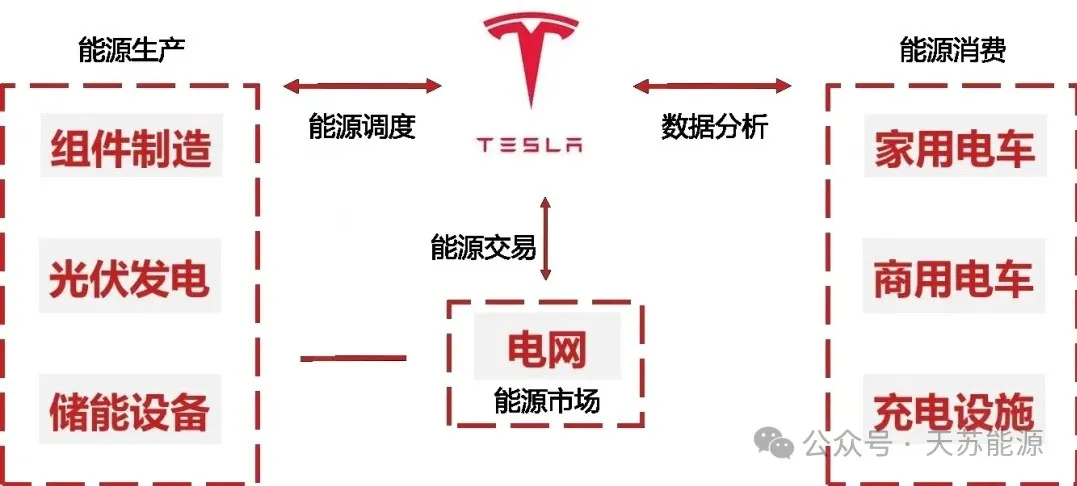 能源生产
组件制造
光伏发电
储能设备
能源调度
TESLA
数据分析
能源交易
电网
能源市场
能源消费
家用电车
商用电车
充电设施
公众号 · 天苏能源